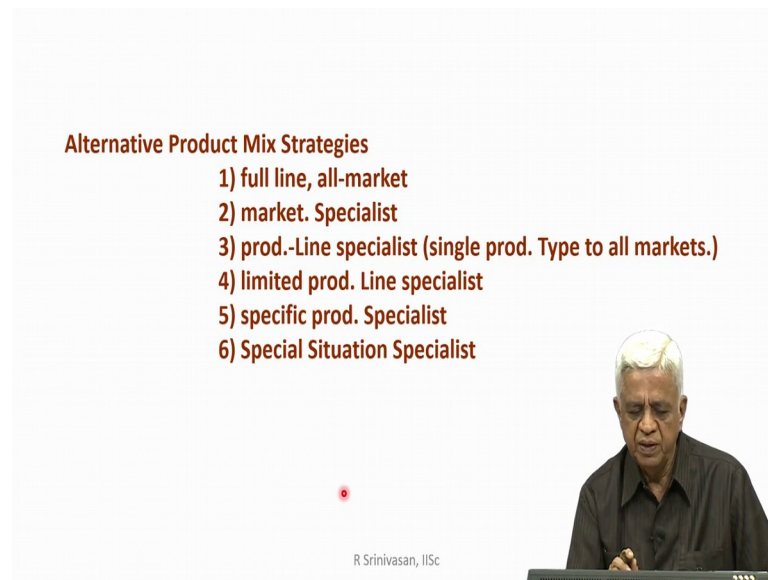 Alternative Product Mix Strategies
1) full line, all-market
2) market. Specialist
3) prod.-Line specialist (single prod. Type to all markets.)
4) limited prod. Line specialist
5) specific prod. Specialist
6) Special Situation Specialist
R Srinivasan, IISc